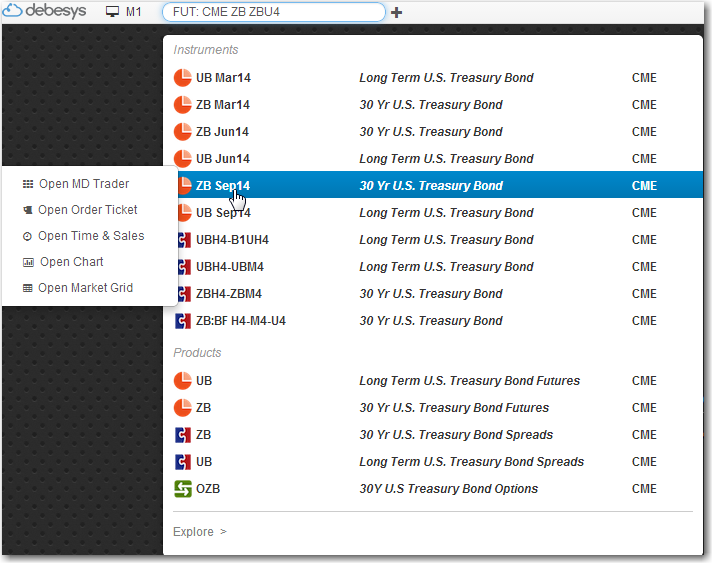 debesys M1 FUT: CME ZB ZBU4
Instruments
UB Mar14 Long Term U.S. Treasury Bond CME
ZB Mar14 30 Yr U.S. Treasury Bond CME
ZB Jun14 30 Yr U.S. Treasury Bond CME
UB Jun14 Long Term U.S. Treasury Bond CME
ZB Sep14 30 Yr U.S. Treasury Bond CME
UB Sep14 Long Term U.S. Treasury Bond CME
UBH4-B1UH4 Long Term U.S. Treasury Bond CME
UBH4-UBM4 Long Term U.S. Treasury Bond CME
ZBH4-ZBM4 30 Yr U.S. Treasury Bond CME
ZB:BF H4-M4-U4 30 Yr U.S. Treasury Bond CME
Open MD Trader
Open Order Ticket
Open Time & Sales
Open Chart
Open Market Grid
Products
UB Long Term U.S. Treasury Bond Futures CME
ZB 30 Yr U.S. Treasury Bond Futures CME
ZB 30 Yr U.S. Treasury Bond Spreads CME
UB Long Term U.S. Treasury Bond Spreads CME
OZB 30Y U.S Treasury Bond Options CME
Explore >